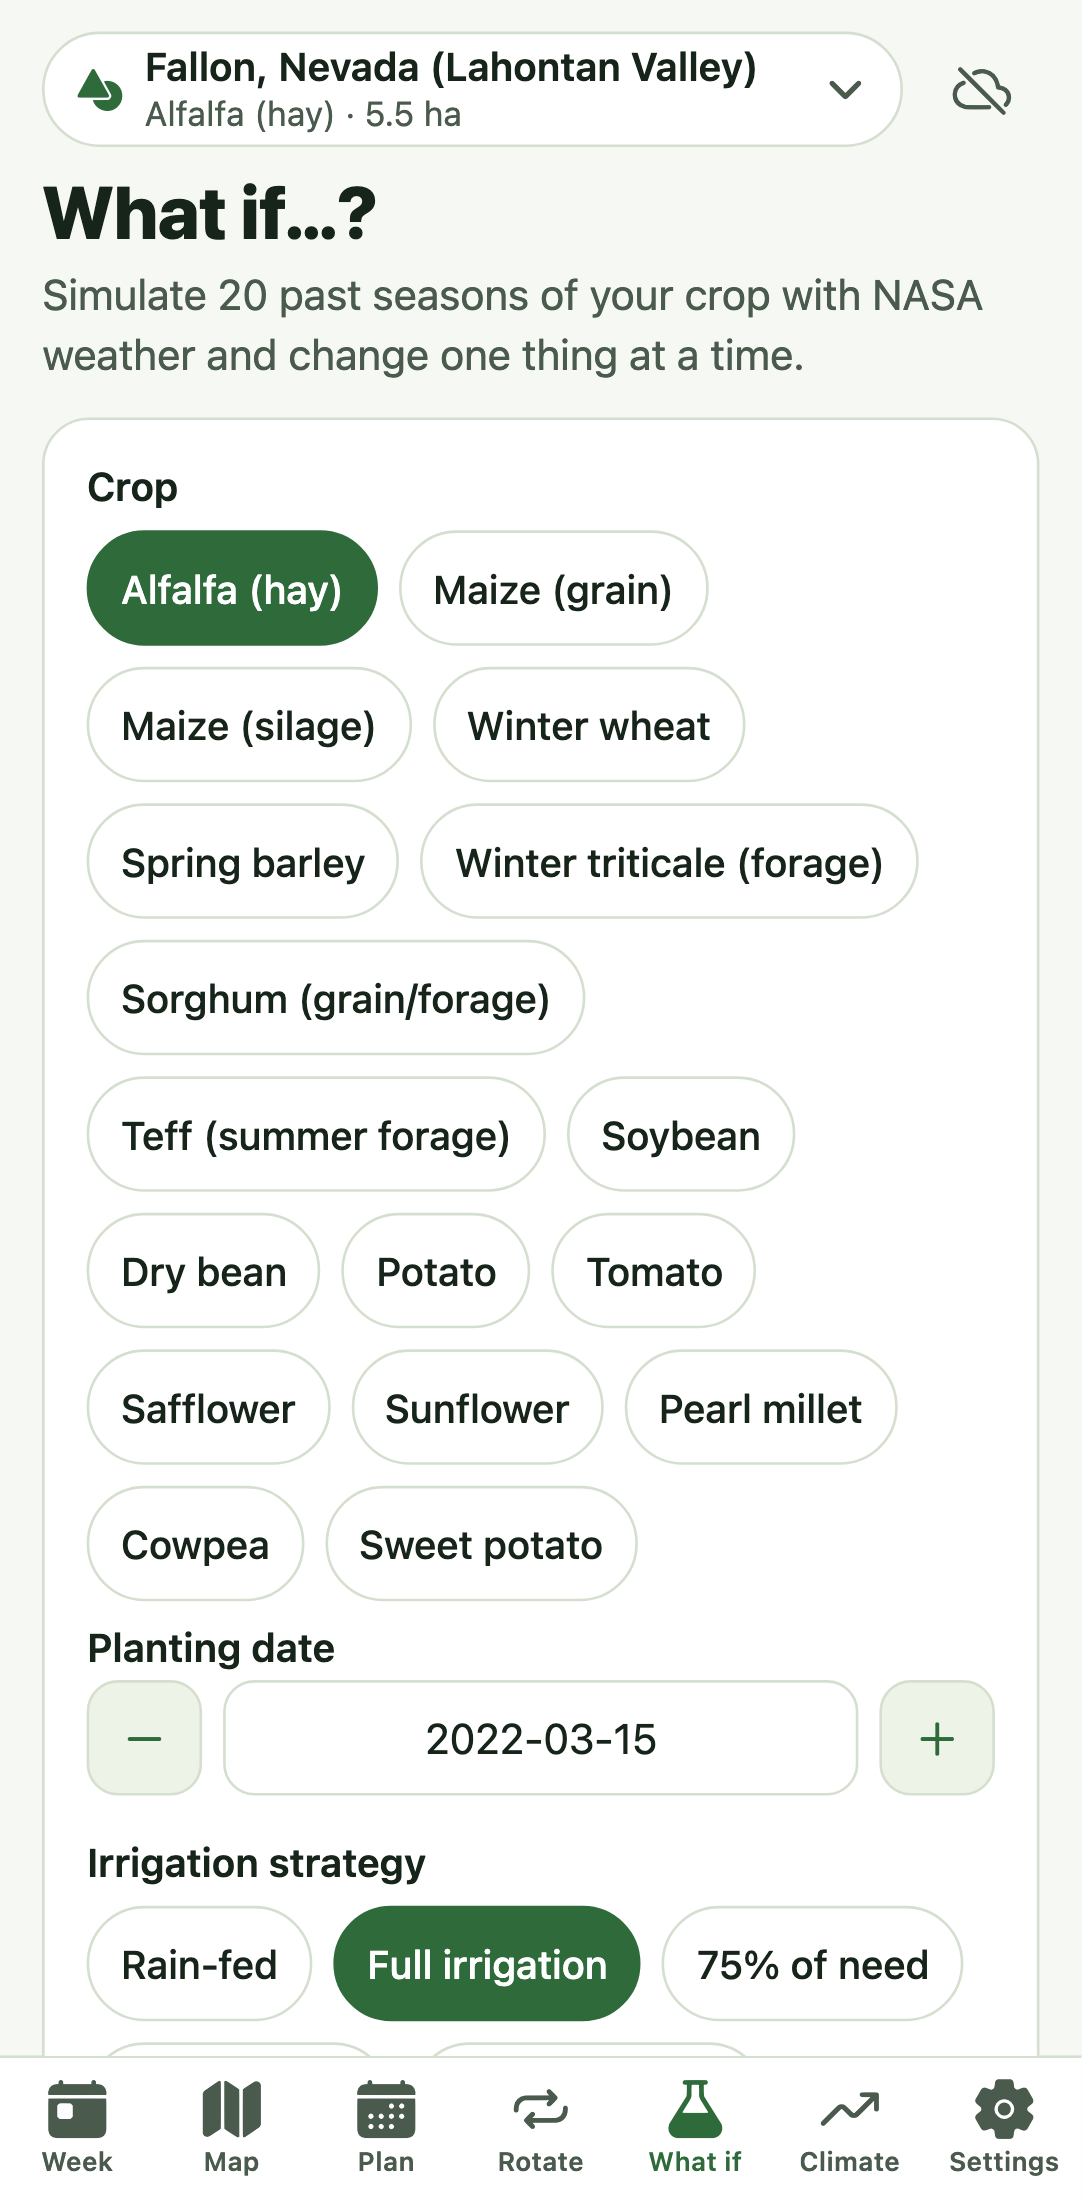 Fallon, Nevada (Lahontan Valley)
Alfalfa (hay) · 5.5 ha
What if...?
Simulate 20 past seasons of your crop with NASA
weather and change one thing at a time.
Crop
Alfalfa (hay)
Maize (grain)
Maize (silage)
Winter wheat
Spring barley
Winter triticale (forage)
Sorghum (grain/forage)
Teff (summer forage)
Soybean
Dry bean
Potato
Tomato
Safflower
Sunflower
Pearl millet
Cowpea
Sweet potato
Planting date
−
2022-03-15
+
Irrigation strategy
Rain-fed
Full irrigation
75% of need
Week
Map
Plan
Rotate
What if
Climate
Settings